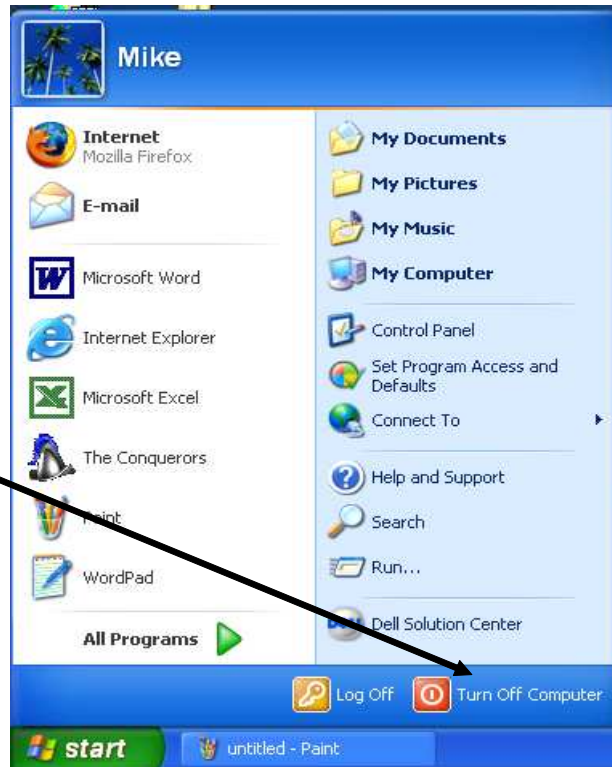 Mike
Internet
Mozilla Firefox
E-mail
Microsoft Word
Internet Explorer
Microsoft Excel
The Conquerors
Paint
WordPad
All Programs
My Documents
My Pictures
My Music
My Computer
Control Panel
Set Program Access and
Defaults
Connect To
Help and Support
Search
Run...
Dell Solution Center
Log Off
Turn Off Computer
start
untitled - Paint